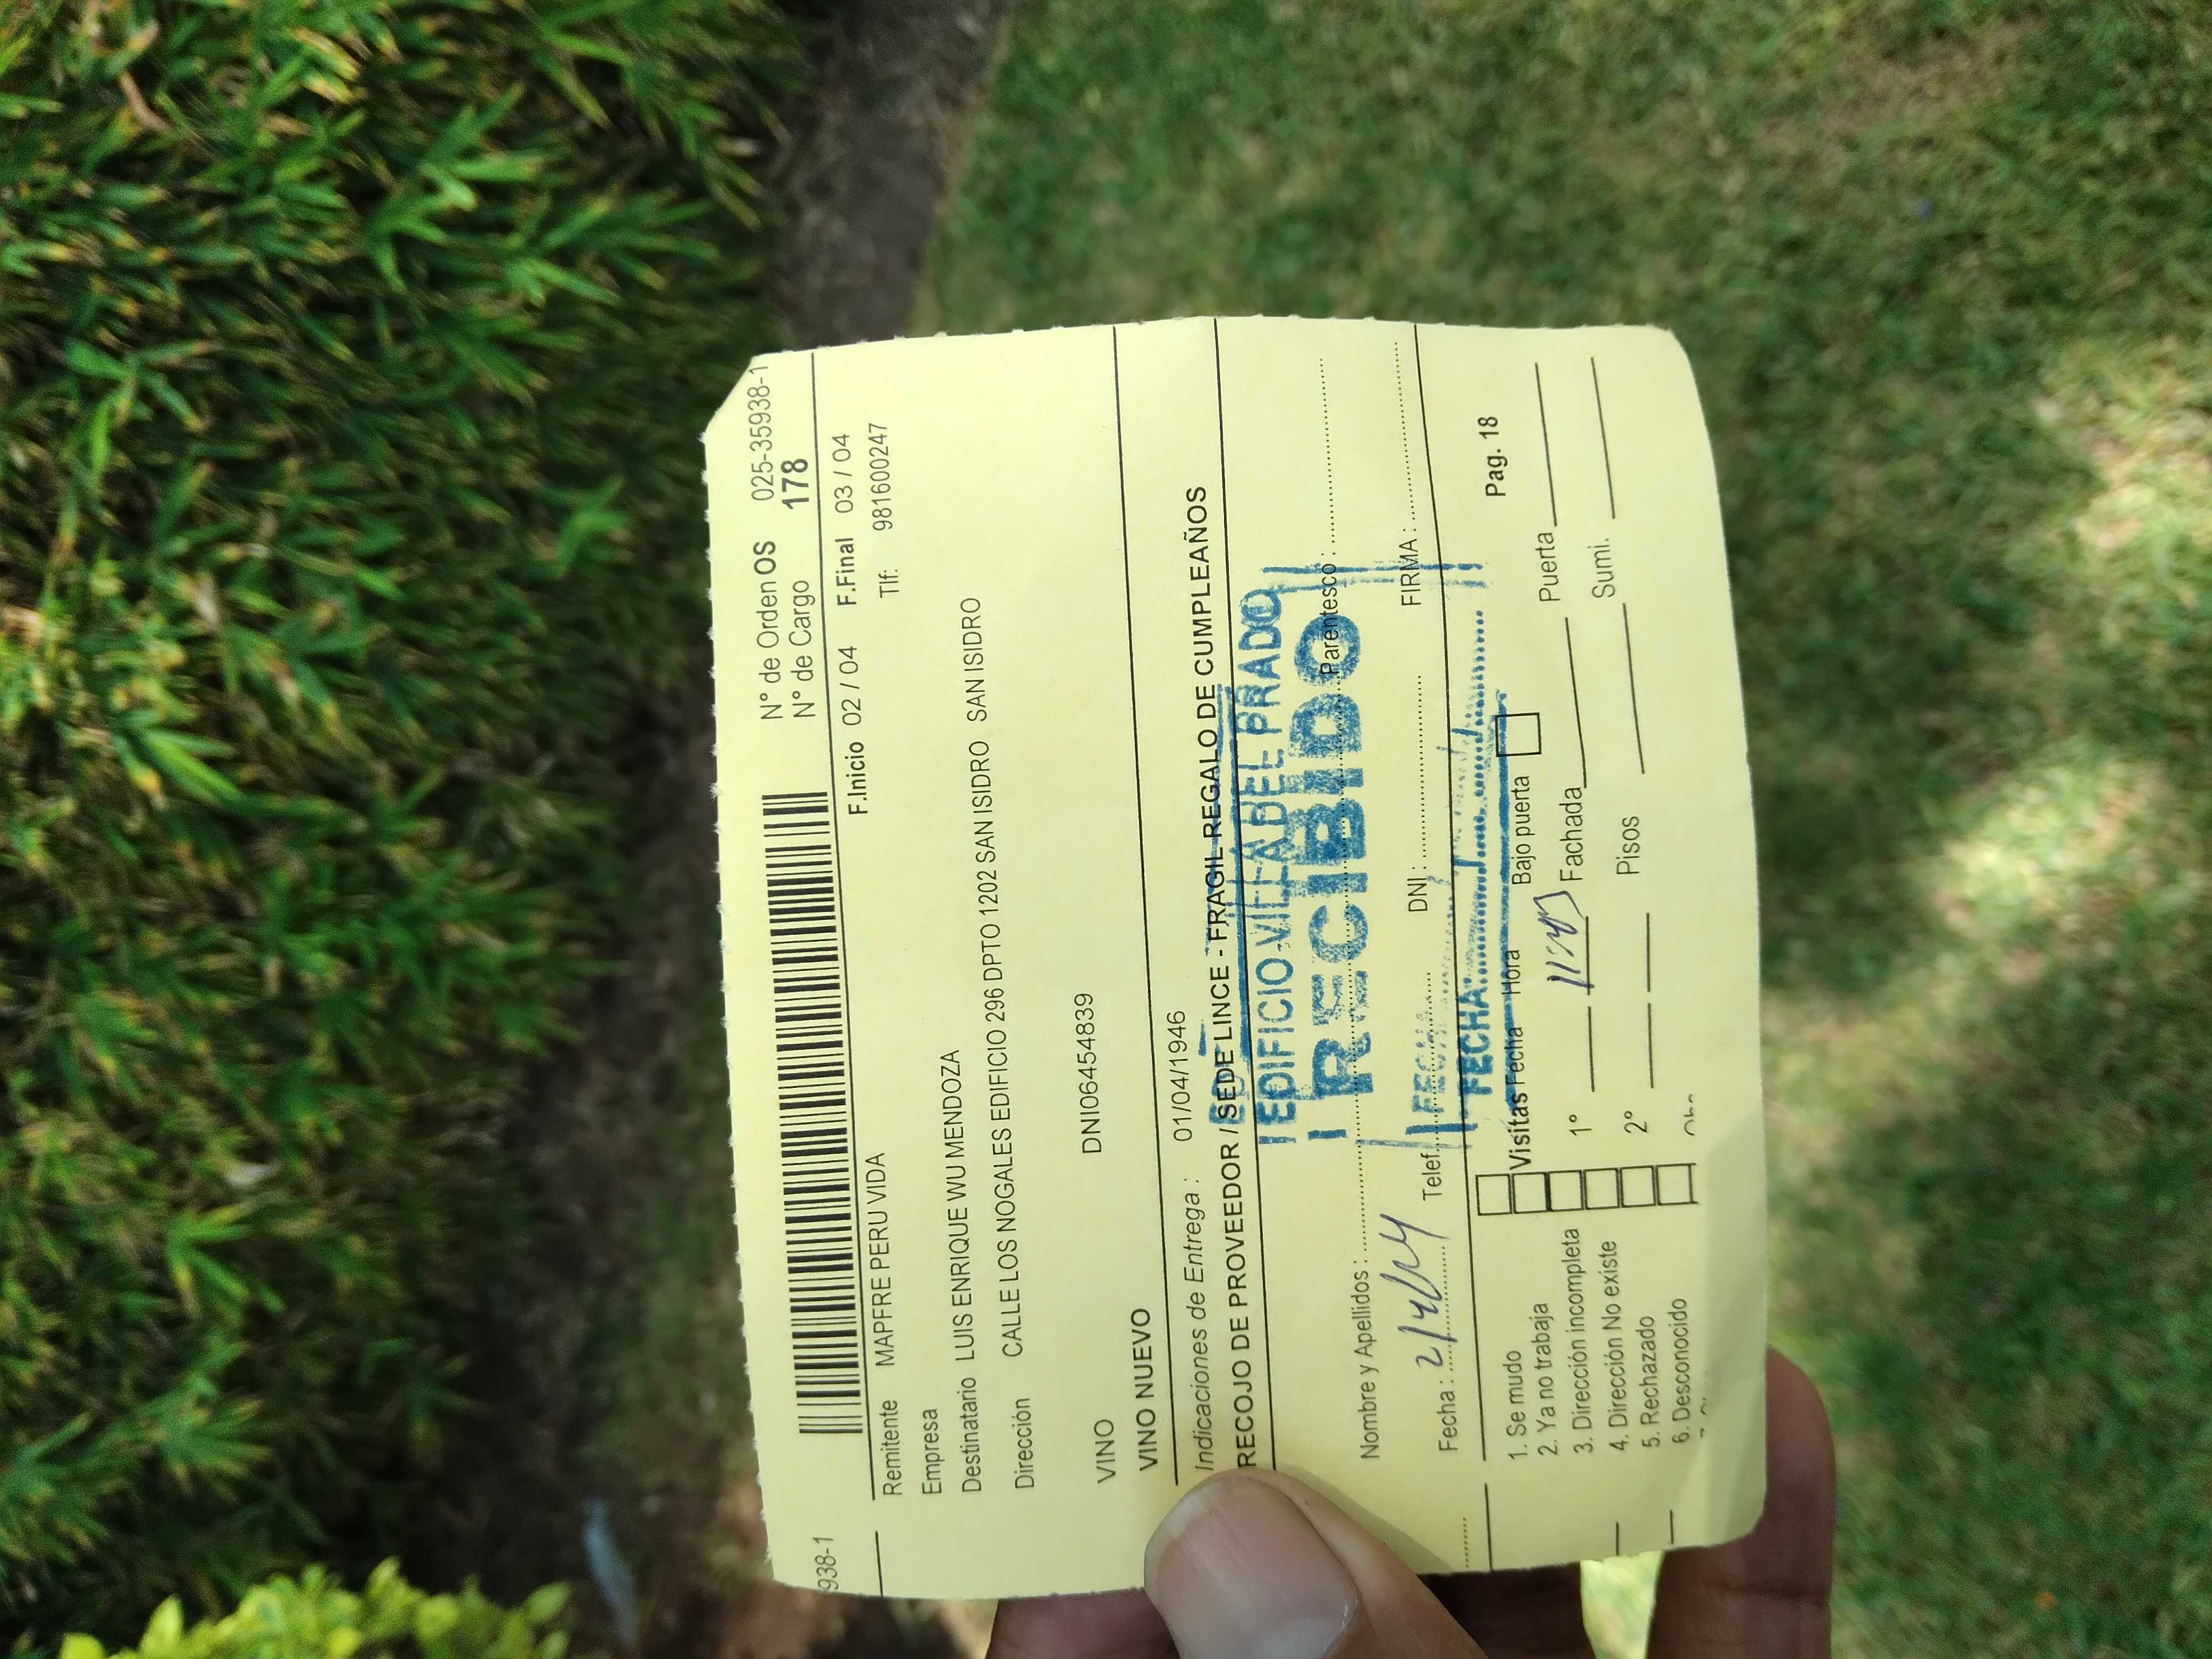 N° de Orden OS 025-35938-1
N° de Cargo 178
938-1
F.Inicio 02 / 04 F.Final 03 / 04
Remitente MAPFRE PERU VIDA
Tlf: 981600247
Empresa
Destinatario LUIS ENRIQUE WU MENDOZA
Dirección CALLE LOS NOGALES EDIFICIO 296 DPTO 1202 SAN ISIDRO SAN ISIDRO
VINO DNI06454839
VINO NUEVO
Indicaciones de Entrega : 01/04/1946
RECOJO DE PROVEEDOR / SEDE LINCE - FRAGIL-REGALO DE CUMPLEAÑOS
EDIFICIO VILLA DEL PRADO
RECIBIDO
Nombre y Apellidos : Parentesco :
Fecha : 2/4/24 Telef. DNI : FIRMA :
FECHA:
Pag. 18
1. Se mudo
2. Ya no trabaja
3. Dirección incompleta
4. Dirección No existe
5. Rechazado
6. Desconocido
Visitas Fecha Hora Bajo puerta
1° Fachada Puerta
2° Pisos Sumi.